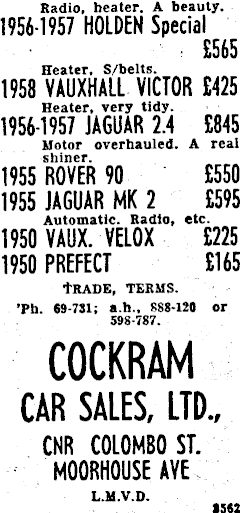 Radio, heater. A beauty.
1956-1957 HOLDEN Special
£565
Heater, S/belts.
1958 VAUXHALL VICTOR £425
Heater, very tidy.
1956-1957 JAGUAR 2.4 £845
Motor overhauled. A real
shiner.
1955 ROVER 90 £550
1955 JAGUAR MK 2 £595
Automatic. Radio, etc.
1950 VAUX. VELOX £225
1950 PREFECT £165
TRADE, TERMS.
'Ph. 69-731; a.h., 888-120 or
598-787.
COCKRAM
CAR SALES, LTD.,
CNR COLOMBO ST.
MOORHOUSE AVE
L.M.V.D.
8562